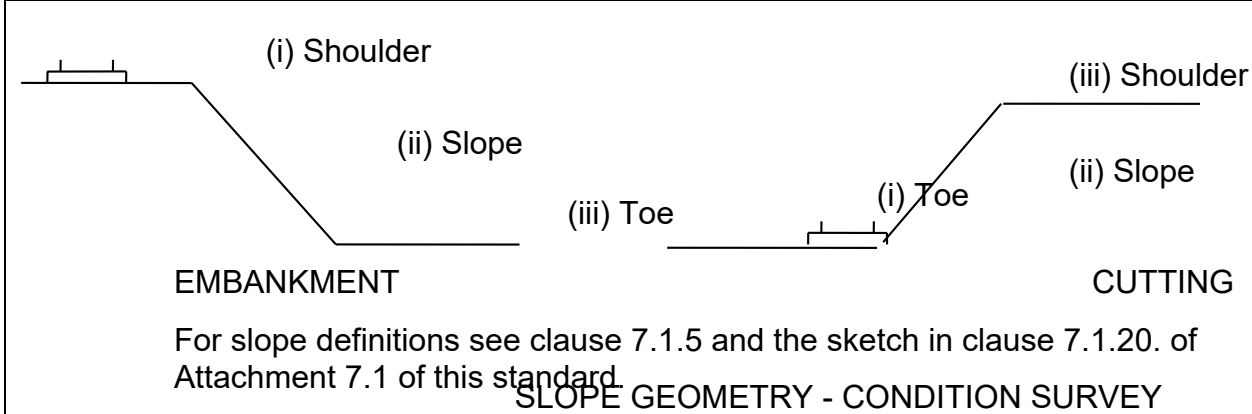 (i) Shoulder
(ii) Slope
(iii) Toe
EMBANKMENT
(iii) Shoulder
(ii) Slope
(i) Toe
CUTTING
For slope definitions see clause 7.1.5 and the sketch in clause 7.1.20. of
Attachment 7.1 of this standard.
SLOPE GEOMETRY - CONDITION SURVEY